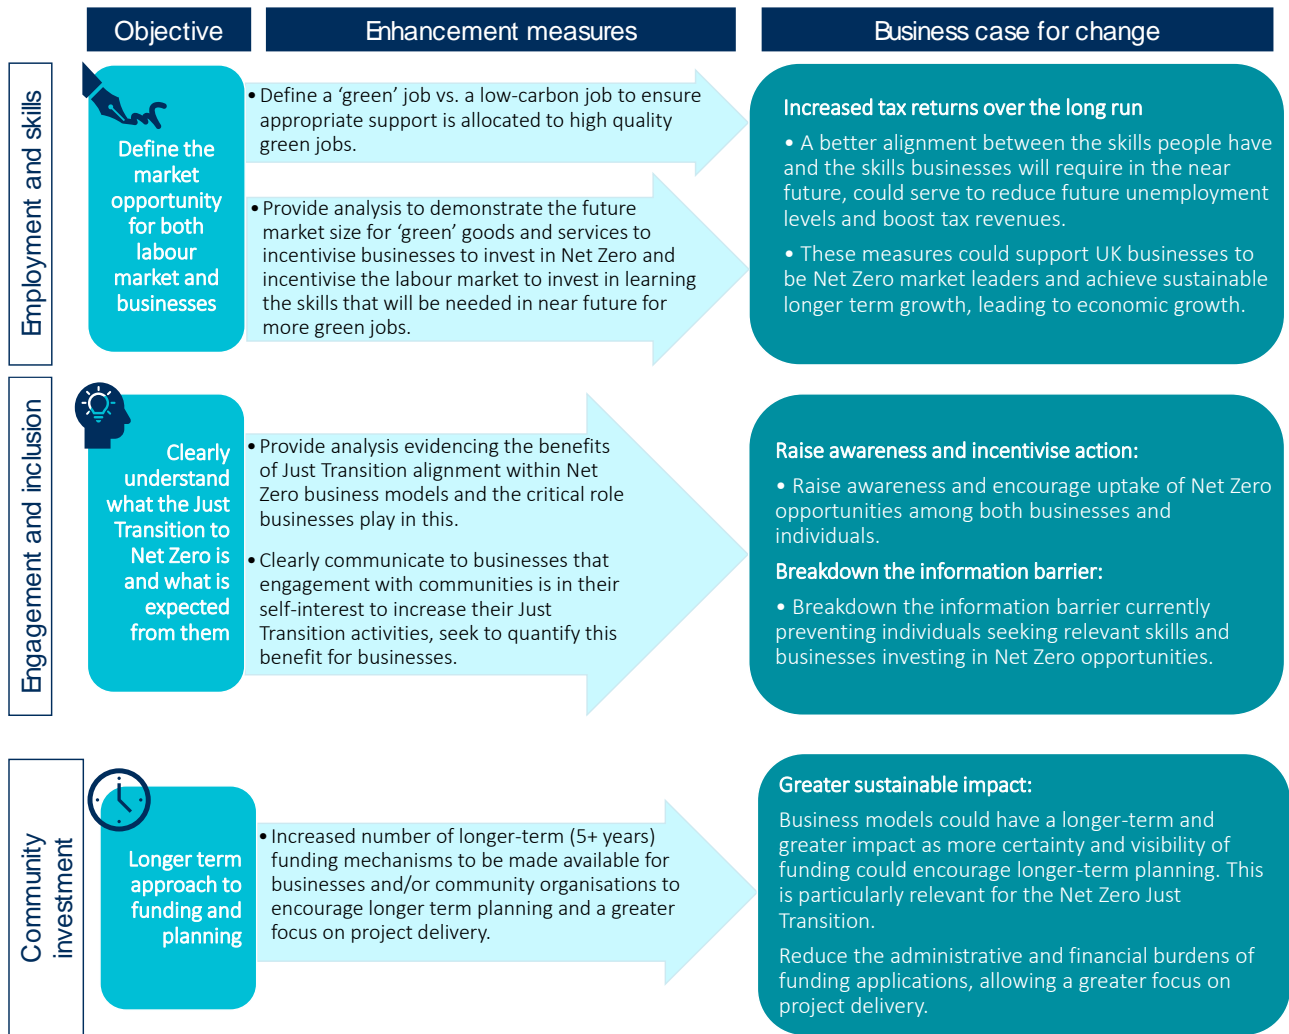 Objective
Enhancement measures
Business case for change
Employment and skills
Define the
market
opportunity
for both
labour
market and
businesses
• Define a ‘green’ job vs. a low-carbon job to ensure
appropriate support is allocated to high quality
green jobs.
• Provide analysis to demonstrate the future
market size for ‘green’ goods and services to
incentivise businesses to invest in Net Zero and
incentivise the labour market to invest in learning
the skills that will be needed in near future for
more green jobs.
Increased tax returns over the long run
• A better alignment between the skills people have
and the skills businesses will require in the near
future, could serve to reduce future unemployment
levels and boost tax revenues.
• These measures could support UK businesses to
be Net Zero market leaders and achieve sustainable
longer term growth, leading to economic growth.
Engagement and inclusion
Clearly
understand
what the Just
Transition to
Net Zero is
and what is
expected
from them
• Provide analysis evidencing the benefits
of Just Transition alignment within Net
Zero business models and the critical role
businesses play in this.
• Clearly communicate to businesses that
engagement with communities is in their
self-interest to increase their Just
Transition activities, seek to quantify this
benefit for businesses.
Raise awareness and incentivise action:
• Raise awareness and encourage uptake of Net Zero
opportunities among both businesses and
individuals.
Breakdown the information barrier:
• Breakdown the information barrier currently
preventing individuals seeking relevant skills and
businesses investing in Net Zero opportunities.
Community
investment
Longer term
approach to
funding and
planning
• Increased number of longer-term (5+ years)
funding mechanisms to be made available for
businesses and/or community organisations to
encourage longer term planning and a greater
focus on project delivery.
Greater sustainable impact:
Business models could have a longer-term and
greater impact as more certainty and visibility of
funding could encourage longer-term planning. This
is particularly relevant for the Net Zero Just
Transition.
Reduce the administrative and financial burdens of
funding applications, allowing a greater focus on
project delivery.